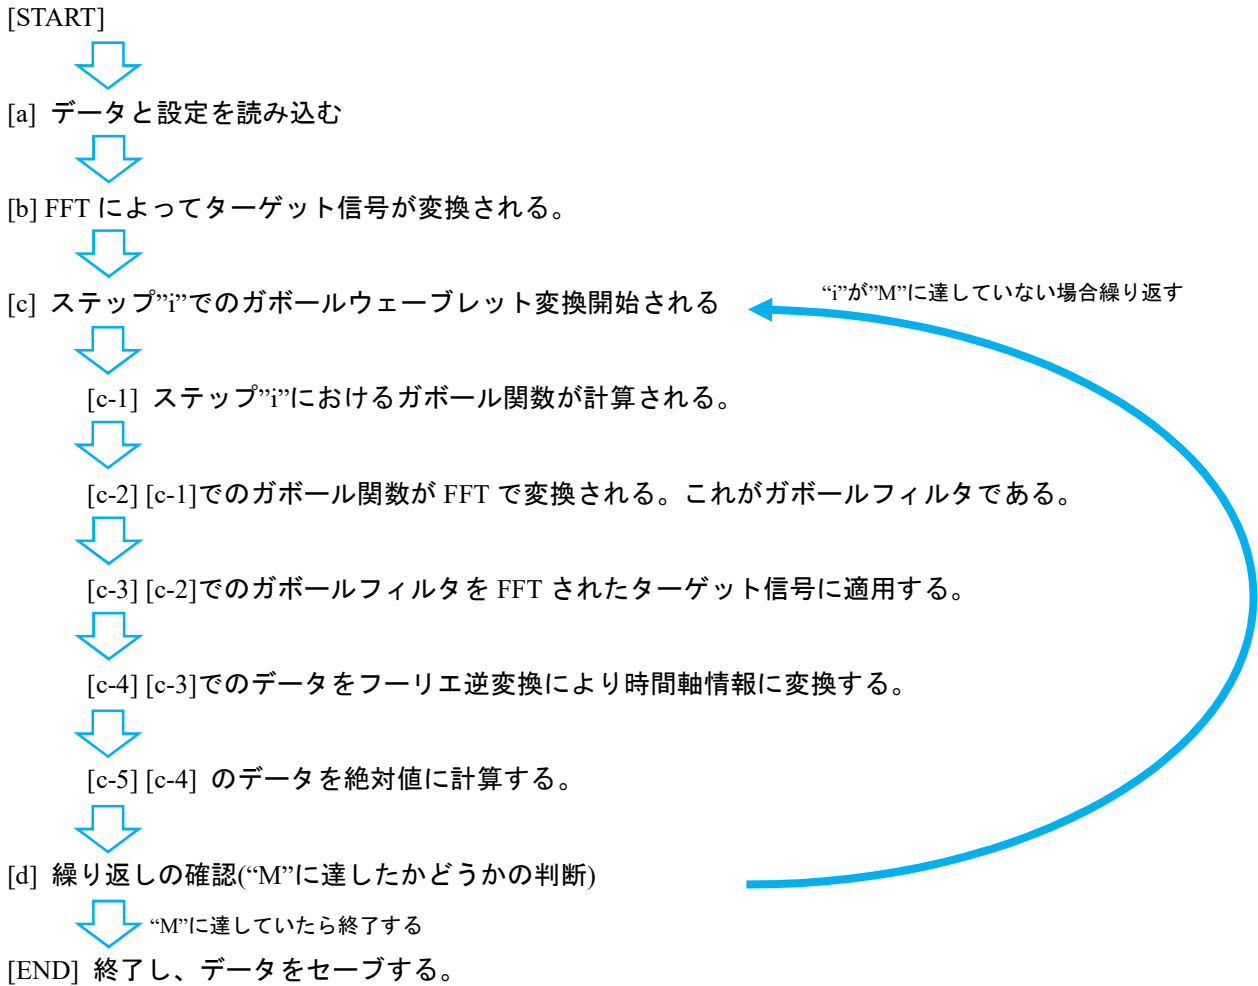 [START]
[a] データと設定を読み込む
[b] FFT によってターゲット信号が変換される。
[c] ステップ”i”でのガボールウェーブレット変換開始される
“i”が”M”に達していない場合繰り返す
[c-1] ステップ”i”におけるガボール関数が計算される。
[c-2] [c-1]でのガボール関数が FFT で変換される。これがガボールフィルタである。
[c-3] [c-2]でのガボールフィルタを FFT されたターゲット信号に適用する。
[c-4] [c-3]でのデータをフーリエ逆変換により時間軸情報に変換する。
[c-5] [c-4] のデータを絶対値に計算する。
[d] 繰り返しの確認(“M”に達したかどうかの判断)
“M”に達していたら終了する
[END] 終了し、データをセーブする。